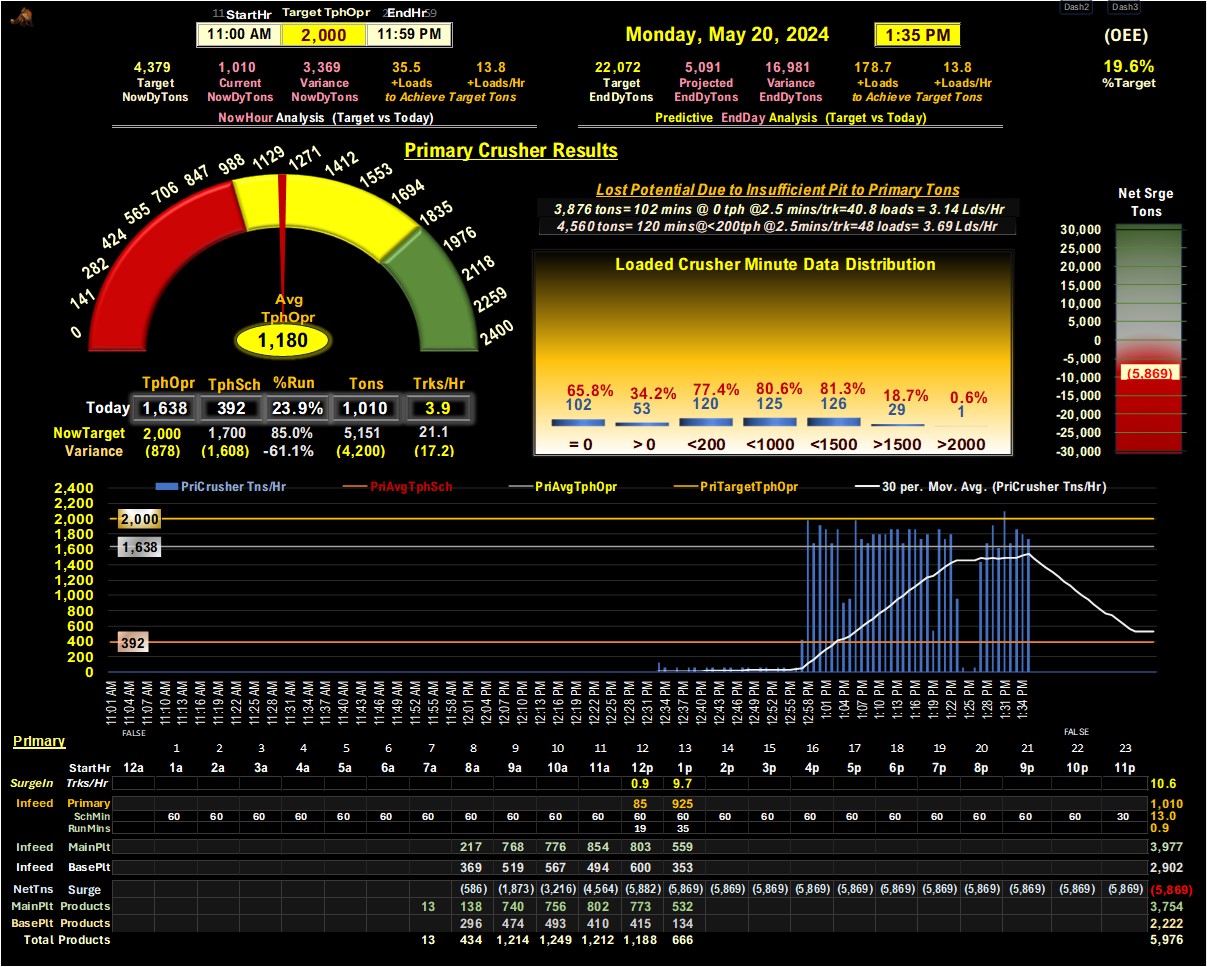 Dash2 Dash3
11 StartHr Target TphOpr EndHr 59
11:00 AM 2,000 11:59 PM
Monday, May 20, 2024 1:35 PM (OEE)
4,379 1,010 3,369 35.5 13.8 22,072 5,091 16,981 178.7 13.8 19.6%
Target Current Variance +Loads +Loads/Hr Target Projected Variance +Loads +Loads/Hr %Target
NowDyTons NowDyTons NowDyTons to Achieve Target Tons EndDyTons EndDyTons EndDyTons to Achieve Target Tons
NowHour Analysis (Target vs Today) Predictive EndDay Analysis (Target vs Today)
Primary Crusher Results
0 141 282 424 565 706 847 988 1129 1271 1412 1553 1694 1835 1976 2118 2259 2400
Avg
TphOpr
1,180
Lost Potential Due to Insufficient Pit to Primary Tons
3,876 tons= 102 mins @ 0 tph @2.5 mins/trk=40.8 loads = 3.14 Lds/Hr
4,560 tons= 120 mins@<200tph @2.5mins/trk=48 loads= 3.69 Lds/Hr
Loaded Crusher Minute Data Distribution
65.8% 34.2% 77.4% 80.6% 81.3% 18.7% 0.6%
102 53 120 125 126 29 1
= 0 > 0 <200 <1000 <1500 >1500 >2000
Net Srge
Tons
30,000
25,000
20,000
15,000
10,000
5,000
0
-5,000
(5,869)
-10,000
-15,000
-20,000
-25,000
-30,000
TphOpr TphSch %Run Tons Trks/Hr
Today 1,638 392 23.9% 1,010 3.9
NowTarget 2,000 1,700 85.0% 5,151 21.1
Variance (878) (1,608) -61.1% (4,200) (17.2)
PriCrusher Tns/Hr PriAvgTphSch PriAvgTphOpr PriTargetTphOpr 30 per. Mov. Avg. (PriCrusher Tns/Hr)
2,400
2,200
2,000 2,000
1,800
1,600 1,638
1,400
1,200
1,000
800
600
400 392
200
0
11:01 AM 11:04 AM 11:07 AM 11:10 AM 11:13 AM 11:16 AM 11:19 AM 11:22 AM 11:25 AM 11:28 AM 11:31 AM 11:34 AM 11:37 AM 11:40 AM 11:43 AM 11:46 AM 11:49 AM 11:52 AM 11:55 AM 11:58 AM 12:01 PM 12:04 PM 12:07 PM 12:10 PM 12:13 PM 12:16 PM 12:19 PM 12:22 PM 12:25 PM 12:28 PM 12:31 PM 12:34 PM 12:37 PM 12:40 PM 12:43 PM 12:46 PM 12:49 PM 12:52 PM 12:55 PM 12:58 PM 1:01 PM 1:04 PM 1:07 PM 1:10 PM 1:13 PM 1:16 PM 1:19 PM 1:22 PM 1:25 PM 1:28 PM 1:31 PM 1:34 PM
FALSE FALSE
Primary
1 2 3 4 5 6 7 8 9 10 11 12 13 14 15 16 17 18 19 20 21 22 23
StartHr 12a 1a 2a 3a 4a 5a 6a 7a 8a 9a 10a 11a 12p 1p 2p 3p 4p 5p 6p 7p 8p 9p 10p 11p
SurgeIn Trks/Hr 0.9 9.7 10.6
Infeed Primary 85 925 1,010
SchMin 60 60 60 60 60 60 60 60 60 60 60 60 60 60 60 60 60 60 60 60 60 60 30 13.0
RunMins 19 35 0.9
Infeed MainPlt 217 768 776 854 803 559 3,977
Infeed BasePlt 369 519 567 494 600 353 2,902
NetTns Surge (586) (1,873) (3,216) (4,564) (5,882) (5,869) (5,869) (5,869) (5,869) (5,869) (5,869) (5,869) (5,869) (5,869) (5,869) (5,869) (5,869)
MainPlt Products 13 138 740 756 802 773 532 3,754
BasePlt Products 296 474 493 410 415 134 2,222
Total Products 13 434 1,214 1,249 1,212 1,188 666 5,976